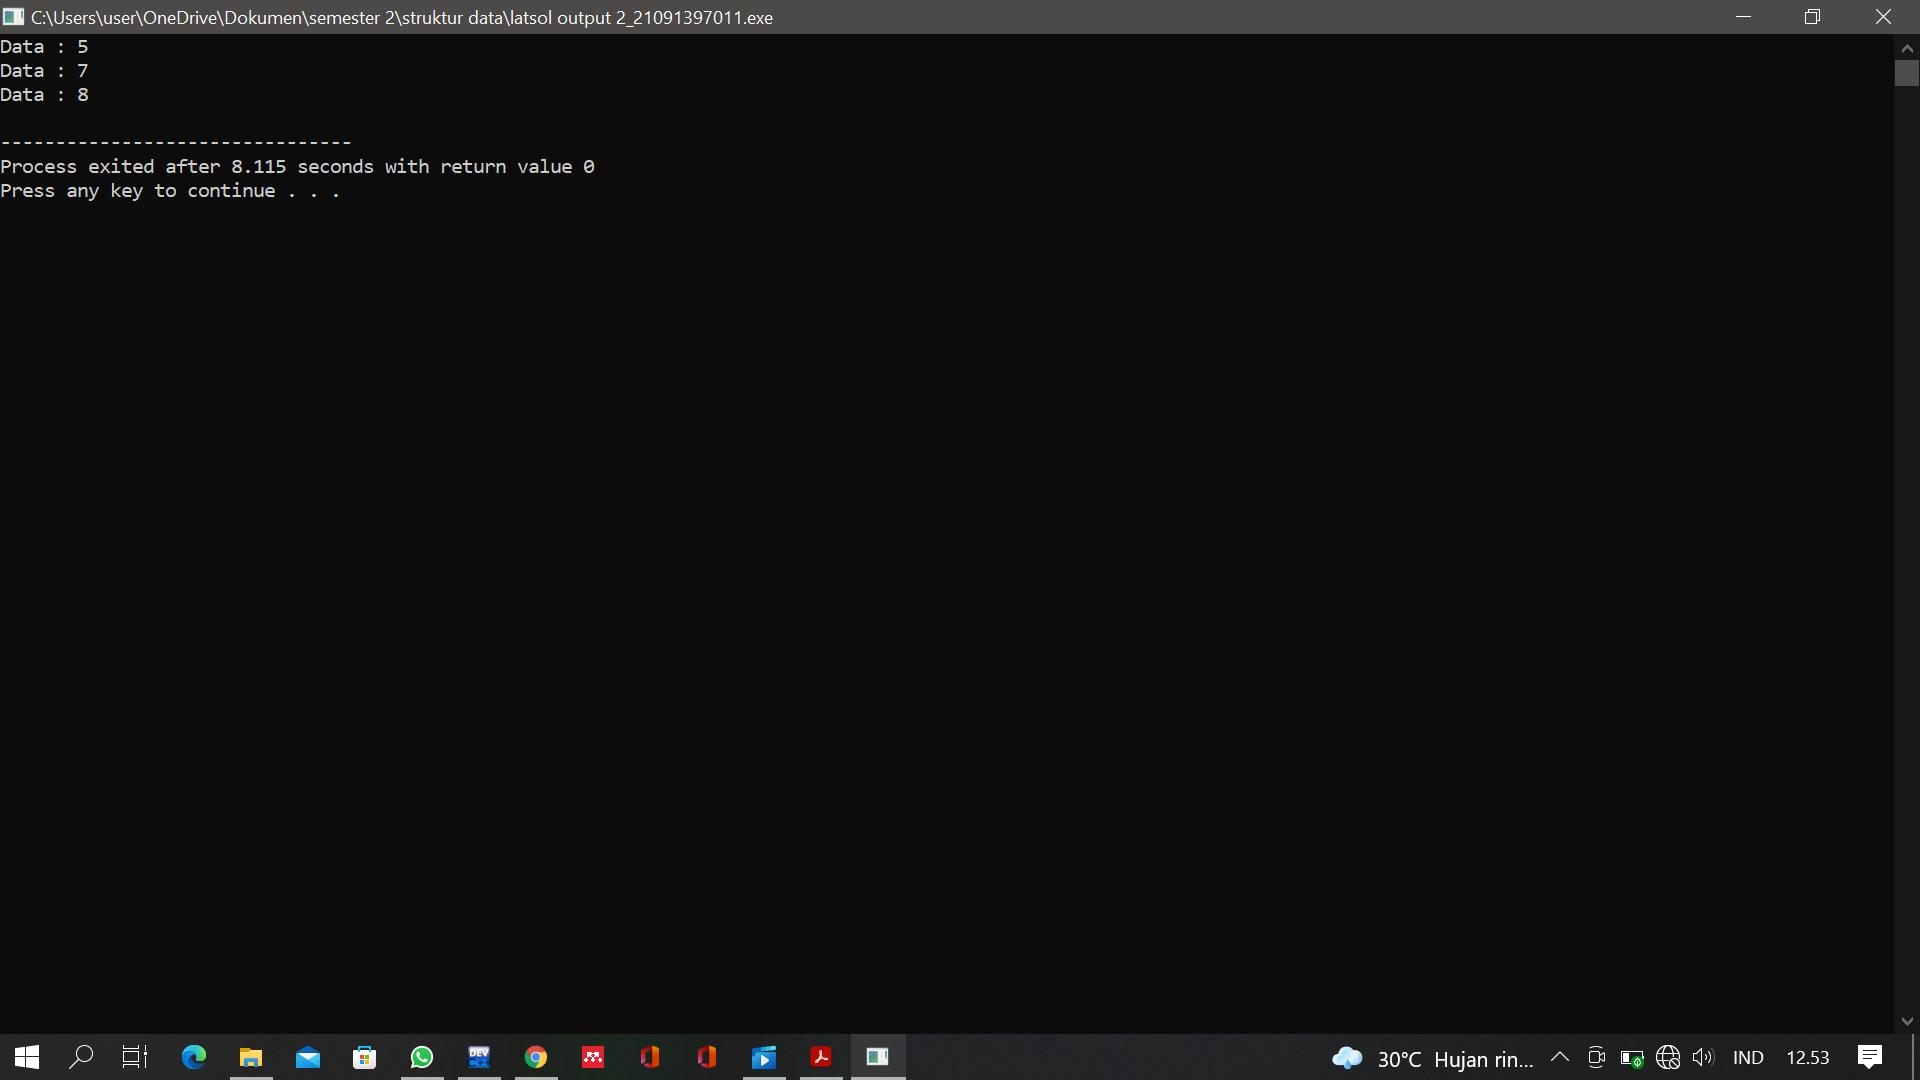 C:\Users\user\OneDrive\Dokumen\semester 2\struktur data\latsol output 2_21091397011.exe
Data : 5
Data : 7
Data : 8
--------------------------------
Process exited after 8.115 seconds with return value 0
Press any key to continue . . .
DEV
30°C Hujan rin... IND 12.53